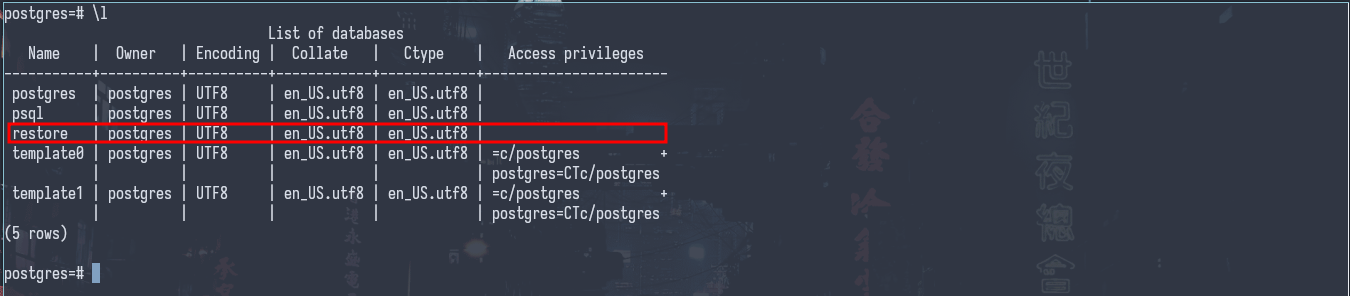 postgres=# \l
                             List of databases
   Name    |  Owner   | Encoding |  Collate   |   Ctype    |   Access privileges
-----------+----------+----------+------------+------------+-----------------------
 postgres  | postgres | UTF8     | en_US.utf8 | en_US.utf8 |
 psql      | postgres | UTF8     | en_US.utf8 | en_US.utf8 |
 restore   | postgres | UTF8     | en_US.utf8 | en_US.utf8 |
 template0 | postgres | UTF8     | en_US.utf8 | en_US.utf8 | =c/postgres          +
           |          |          |            |            | postgres=CTc/postgres
 template1 | postgres | UTF8     | en_US.utf8 | en_US.utf8 | =c/postgres          +
           |          |          |            |            | postgres=CTc/postgres
(5 rows)
postgres=#
世
紀
夜
總
會